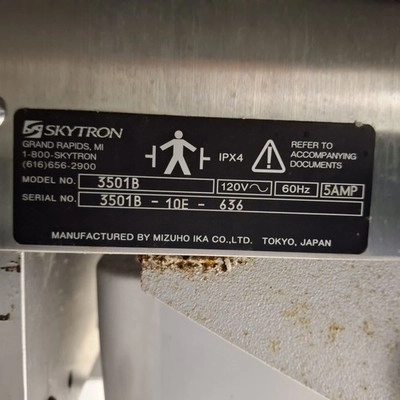 SKYTRON
GRAND RAPIDS, MI
1-800-SKYTRON
(616)656-2900
IPX4
REFER TO
ACCOMPANYING
DOCUMENTS
MODEL NO. 3501B 120V 60Hz 5AMP
SERIAL NO. 3501B - 10E - 636
MANUFACTURED BY MIZUHO IKA CO.,LTD. TOKYO, JAPAN